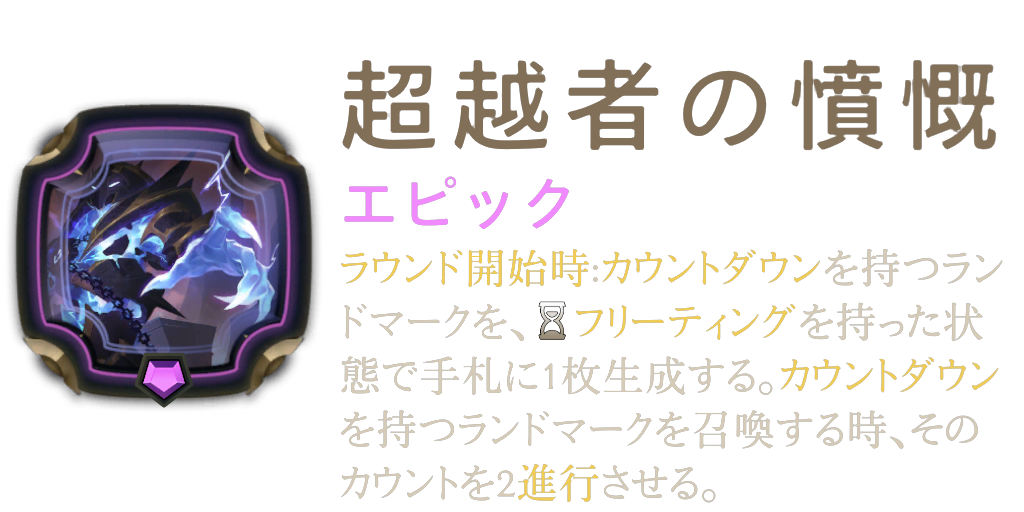 超越者の憤慨
エピック
ラウンド開始時:カウントダウンを持つラン
ドマークを、フリーティングを持った状
態で手札に1枚生成する。カウントダウン
を持つランドマークを召喚する時、その
カウントを2進行させる。